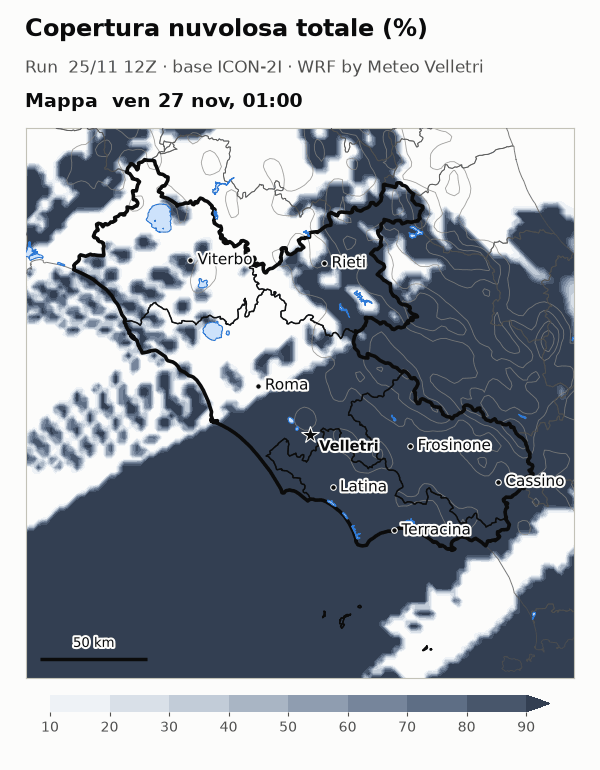 Copertura nuvolosa totale (%)
Run 25/11 12Z · base ICON-2I · WRF by Meteo Velletri
Mappa ven 27 nov, 01:00
Viterbo
Rieti
Roma
Velletri
Frosinone
Latina
Cassino
Terracina
50 km
10 20 30 40 50 60 70 80 90